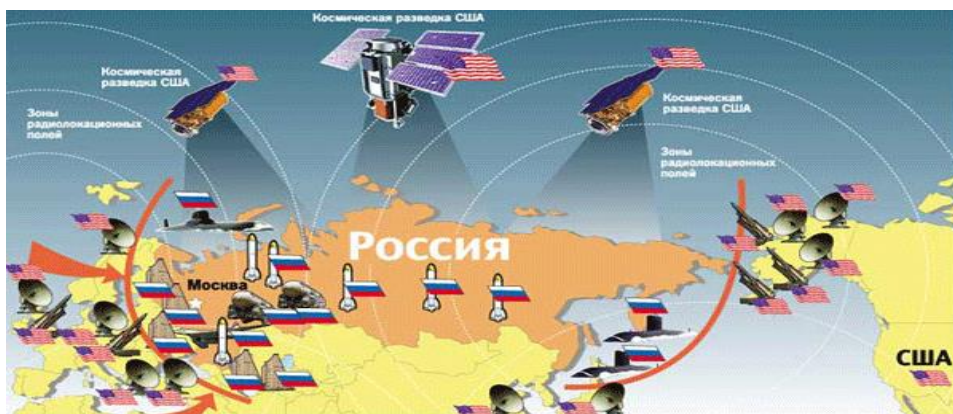 Космическая разведка США
Космическая
разведка США
Зоны
радиолокационных
полей
Космическая
разведка США
Зоны
радиолокационных
полей
Россия
Москва
США